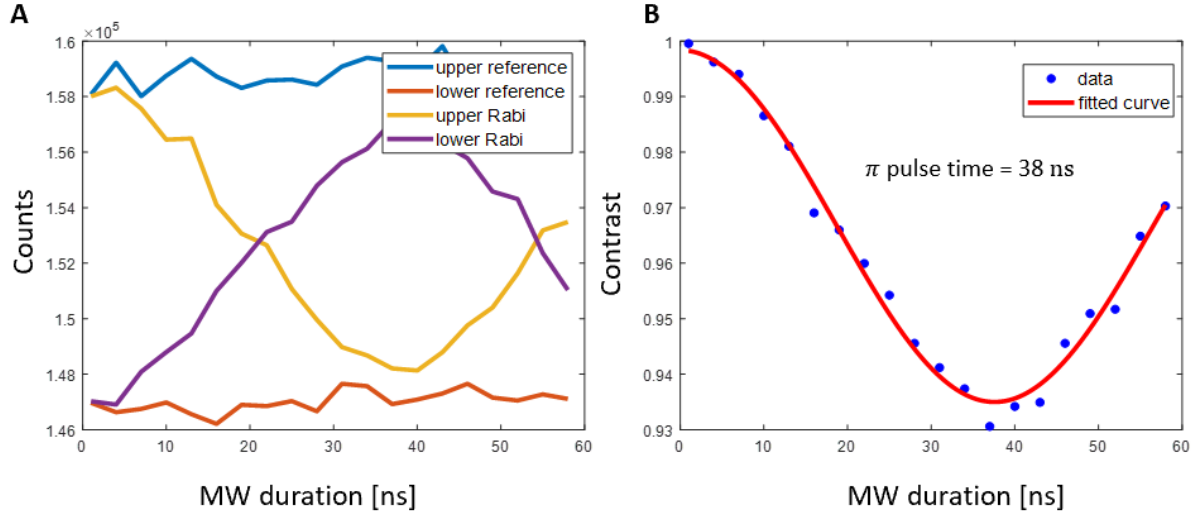 A
×10⁵
1.6
1.58
1.56
1.54
1.52
1.5
1.48
1.46
0
10
20
30
40
50
60
Counts
MW duration [ns]
upper reference
lower reference
upper Rabi
lower Rabi
B
1
0.99
0.98
0.97
0.96
0.95
0.94
0.93
0
10
20
30
40
50
60
Contrast
MW duration [ns]
data
fitted curve
π pulse time = 38 ns